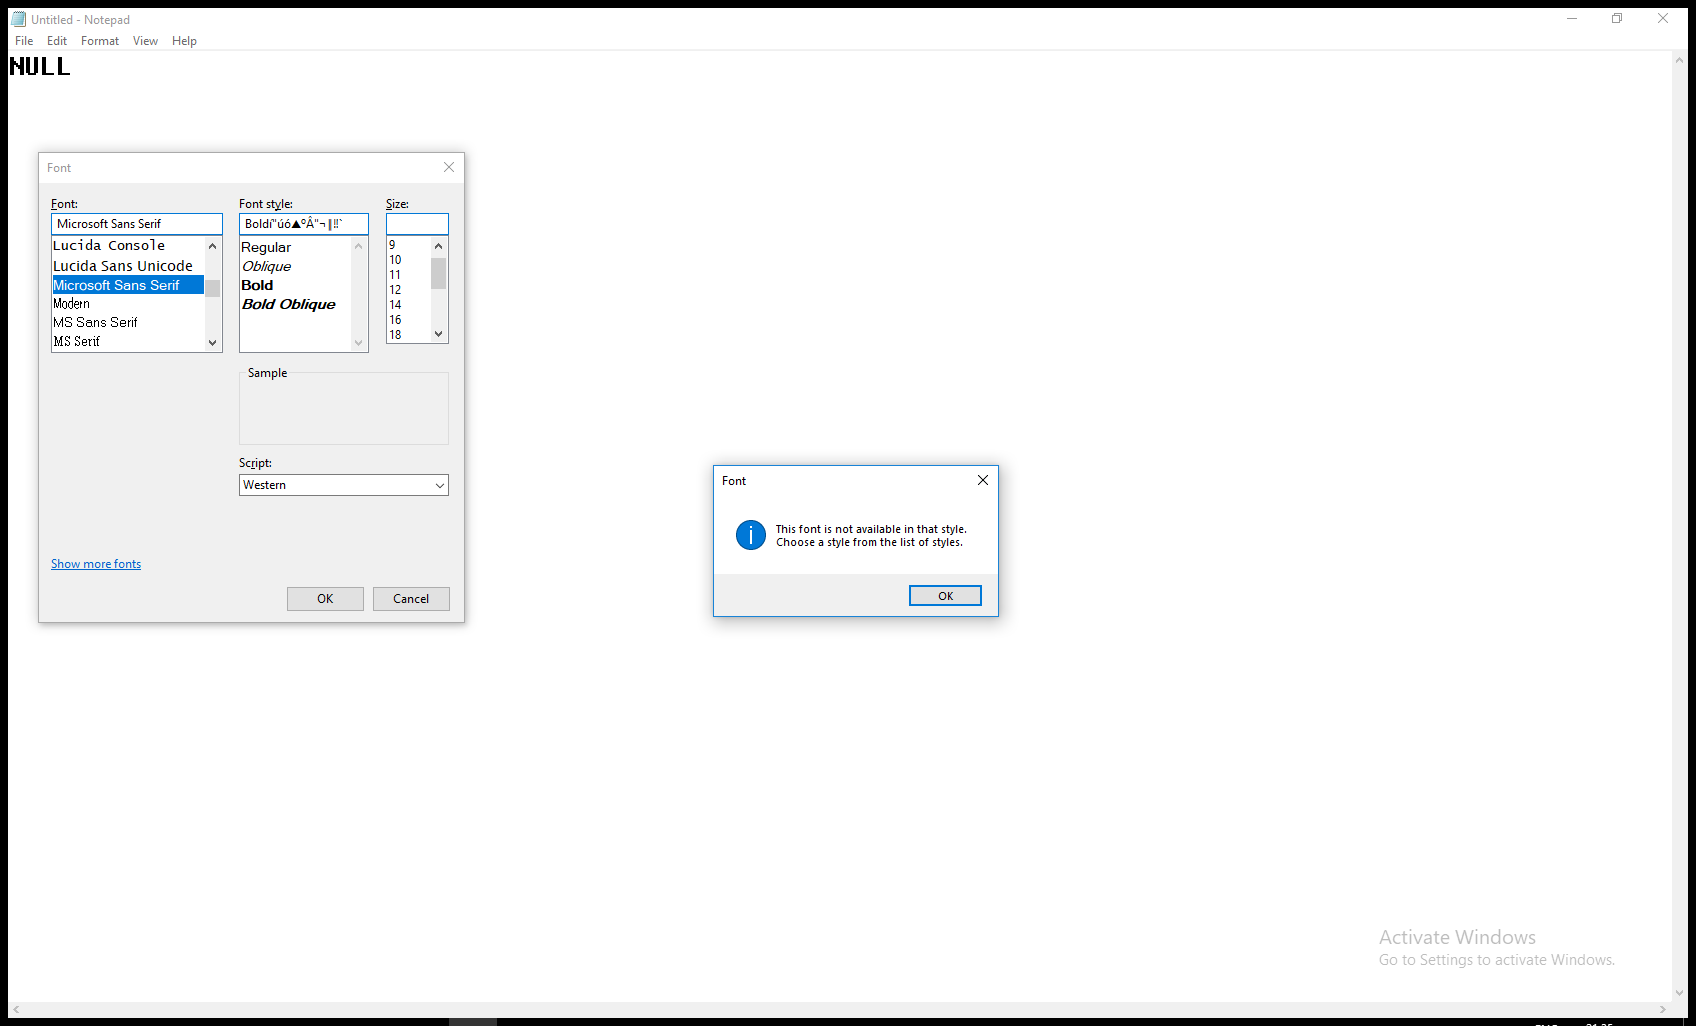 Untitled - Notepad
File Edit Format View Help
NULL
Font
Font: Font style: Size:
Microsoft Sans Serif
Lucida Console
Lucida Sans Unicode
Microsoft Sans Serif
Modern
MS Sans Serif
MS Serif
Boldí"úó▲ºÂ"¬‖‼`
Regular
Oblique
Bold
Bold Oblique
9
10
11
12
14
16
18
Sample
Script:
Western
Show more fonts
OK Cancel
Font
This font is not available in that style.
Choose a style from the list of styles.
OK
Activate Windows
Go to Settings to activate Windows.